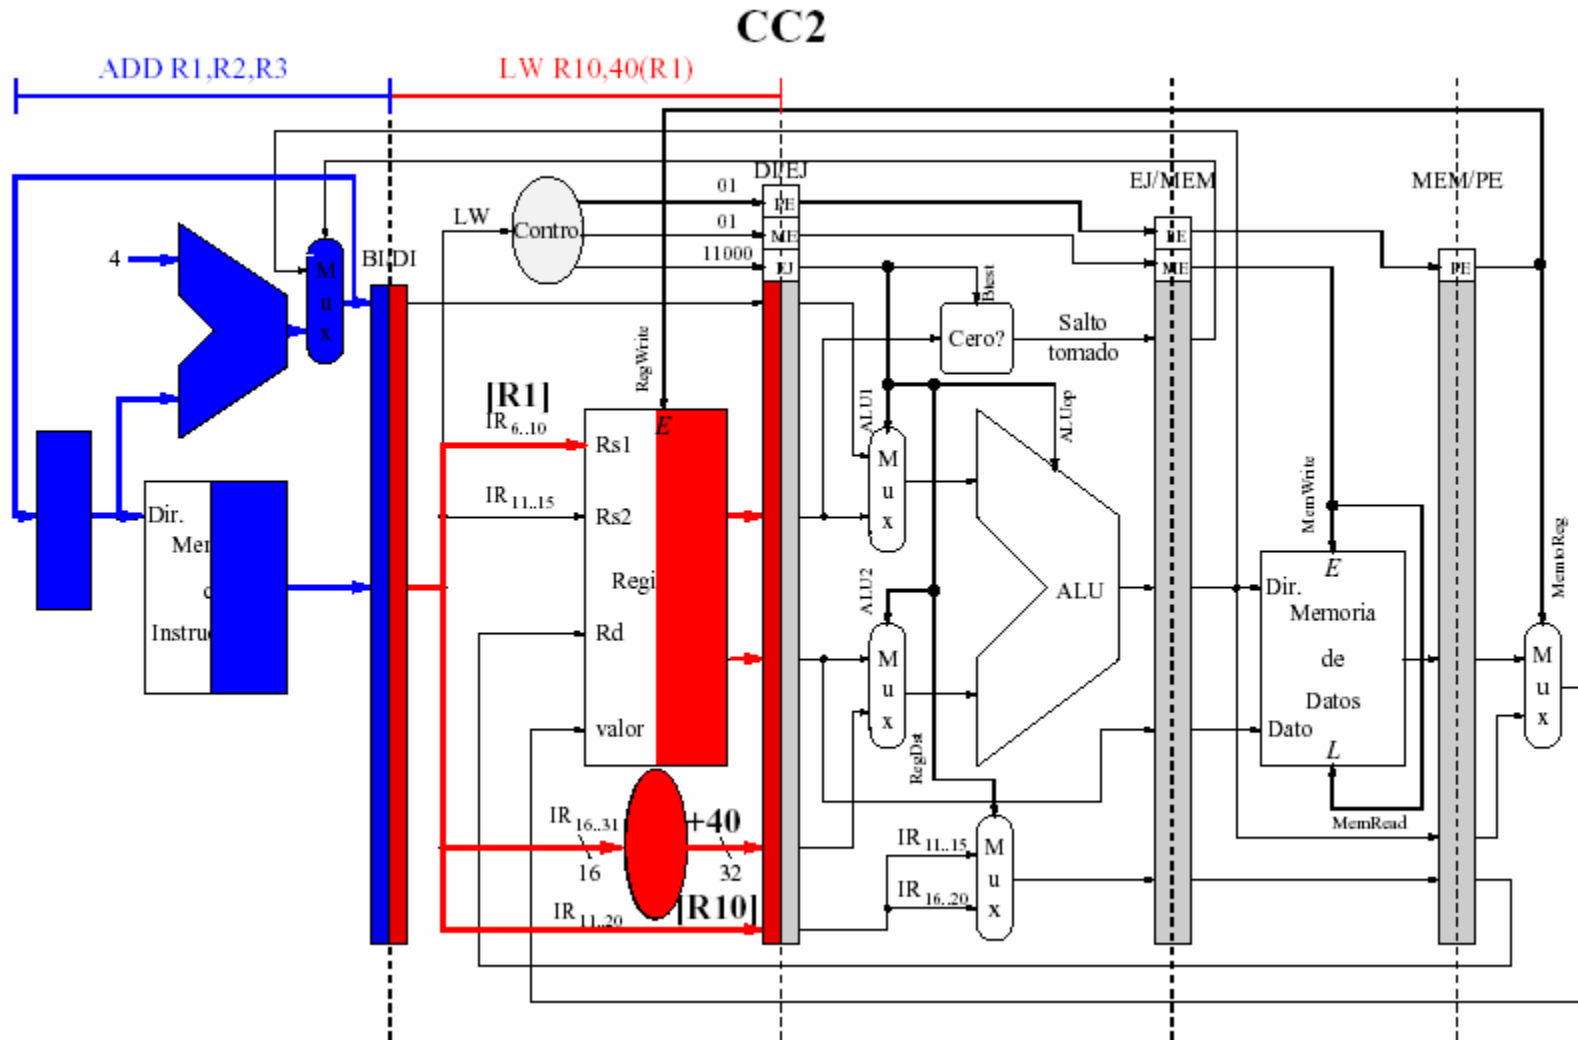 CC2
ADD R1,R2,R3
LW R10,40(R1)
DI/EJ
EJ/MEM
MEM/PE
LW
Contro
01
01
11000
PE
ME
EJ
PE
ME
PE
4
M
u
x
BI/DI
Btest
Cero?
Salto
tomado
RegWrite
[R1]
IR6..10
IR11..15
E
Rs1
Rs2
Regi
Rd
valor
Dir.
Instru
ALU1
M
u
x
ALUop
ALU2
M
u
x
ALU
RegDst
MemWrite
E
Dir.
Memoria
de
Datos
Dato
L
MemRead
MemtoReg
M
u
x
IR16..31
16
+40
32
[R10]
IR11..20
IR11..15
IR16..20
M
u
x